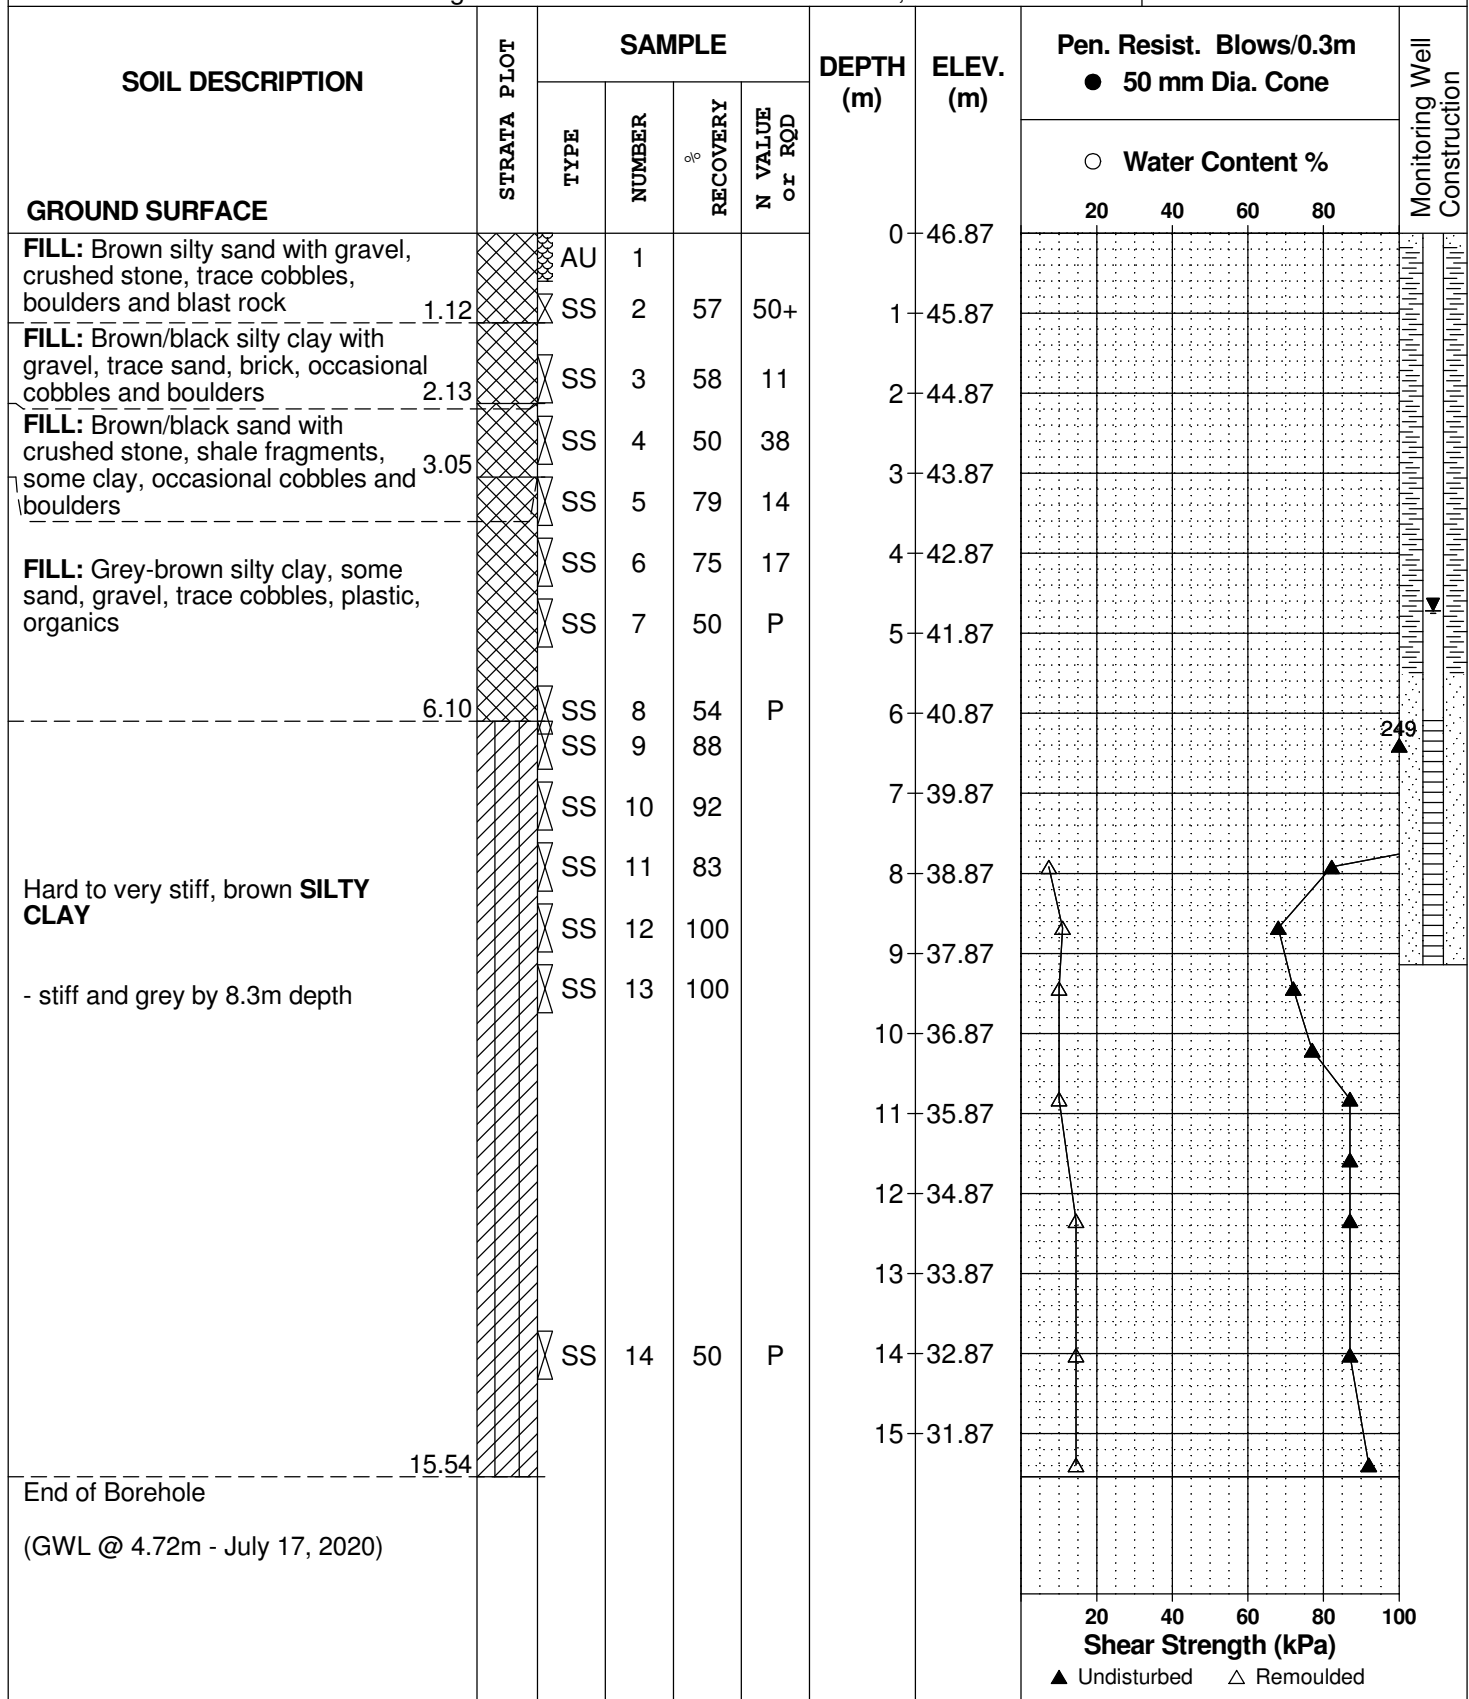 SOIL DESCRIPTION
GROUND SURFACE
STRATA PLOT
SAMPLE
TYPE
NUMBER
% RECOVERY
N VALUE or RQD
DEPTH (m)
ELEV. (m)
Pen. Resist. Blows/0.3m
● 50 mm Dia. Cone
○ Water Content %
20 40 60 80
Monitoring Well Construction
FILL: Brown silty sand with gravel,
crushed stone, trace cobbles,
boulders and blast rock 1.12
FILL: Brown/black silty clay with
gravel, trace sand, brick, occasional
cobbles and boulders 2.13
FILL: Brown/black sand with
crushed stone, shale fragments,
some clay, occasional cobbles and 3.05
boulders
FILL: Grey-brown silty clay, some
sand, gravel, trace cobbles, plastic,
organics
6.10
Hard to very stiff, brown SILTY
CLAY
- stiff and grey by 8.3m depth
15.54
End of Borehole
(GWL @ 4.72m - July 17, 2020)
AU 1
SS 2 57 50+
SS 3 58 11
SS 4 50 38
SS 5 79 14
SS 6 75 17
SS 7 50 P
SS 8 54 P
SS 9 88
SS 10 92
SS 11 83
SS 12 100
SS 13 100
SS 14 50 P
0 46.87
1 45.87
2 44.87
3 43.87
4 42.87
5 41.87
6 40.87
7 39.87
8 38.87
9 37.87
10 36.87
11 35.87
12 34.87
13 33.87
14 32.87
15 31.87
249
20 40 60 80 100
Shear Strength (kPa)
▲ Undisturbed △ Remoulded